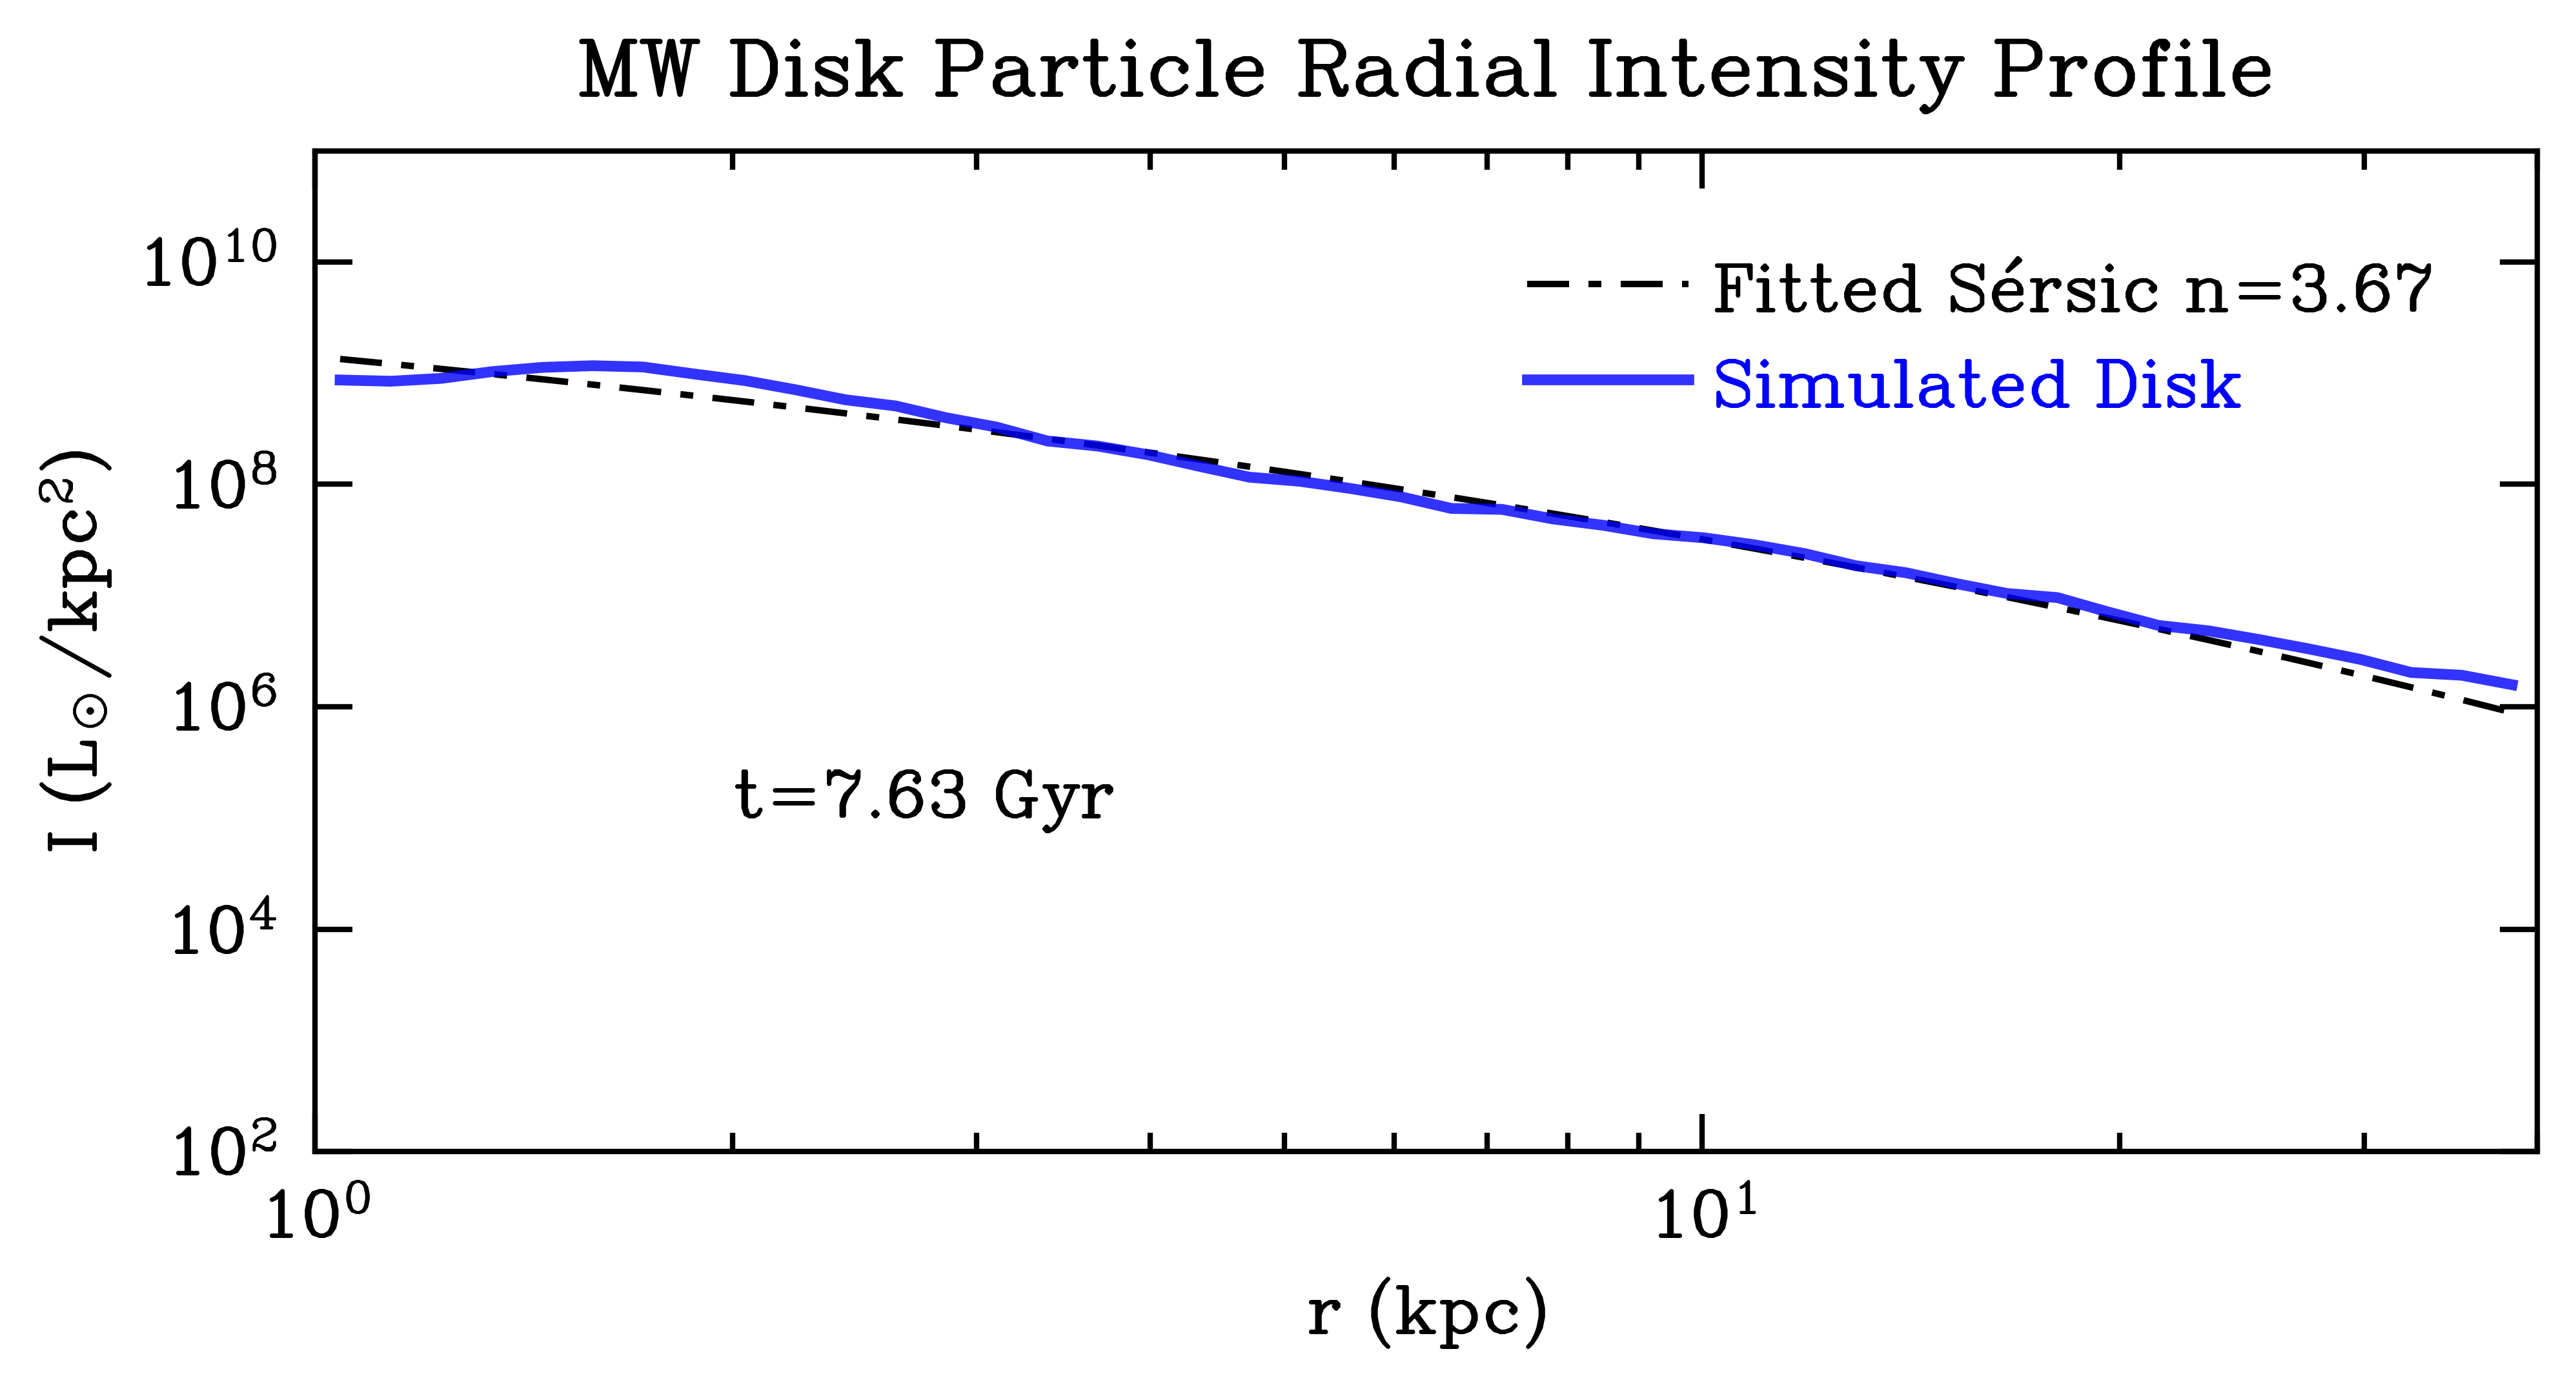 MW Disk Particle Radial Intensity Profile
10¹⁰
10⁸
10⁶
10⁴
10²
I (L⊙/kpc²)
Fitted Sérsic n=3.67
Simulated Disk
t=7.63 Gyr
10⁰
10¹
r (kpc)